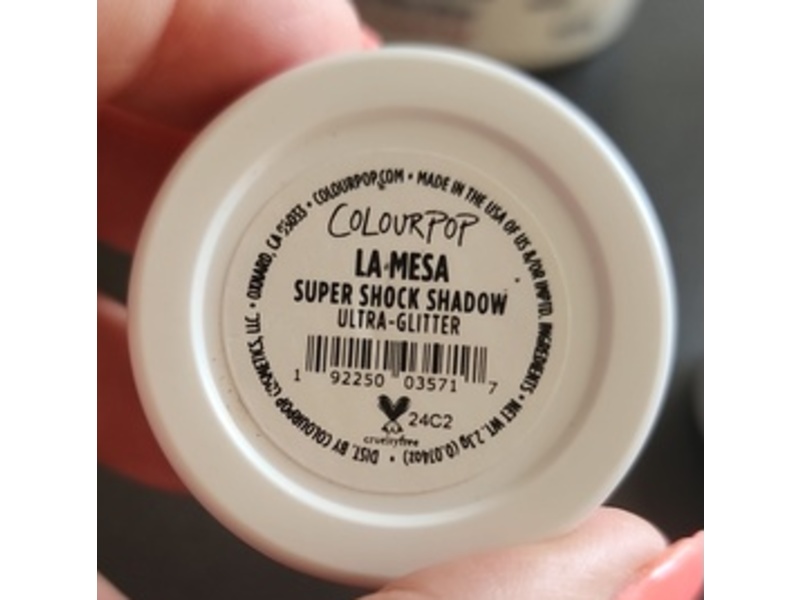 COLOURPOP
LA MESA
SUPER SHOCK SHADOW
ULTRA-GLITTER
1 92250 03571 7
24C2
crueltyfree
DIST. BY COLOURPOP COSMETICS, LLC • OXNARD, CA 93033 • COLOURPOP.COM • MADE IN THE USA OF US &/OR IMPTD. INGREDIENTS • NET WT. 2.1g (0.074oz) •